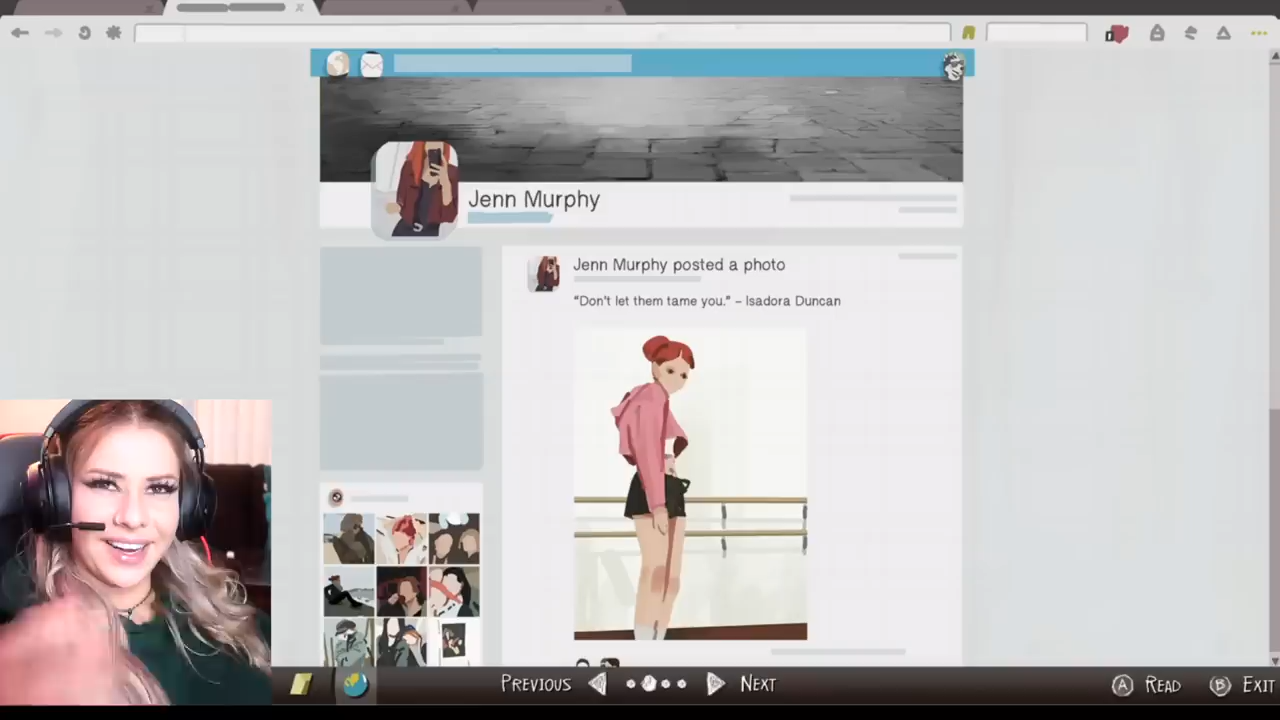 Jenn Murphy
Jenn Murphy posted a photo
"Don't let them tame you." – Isadora Duncan
PREVIOUS
NEXT
A READ
B EXIT